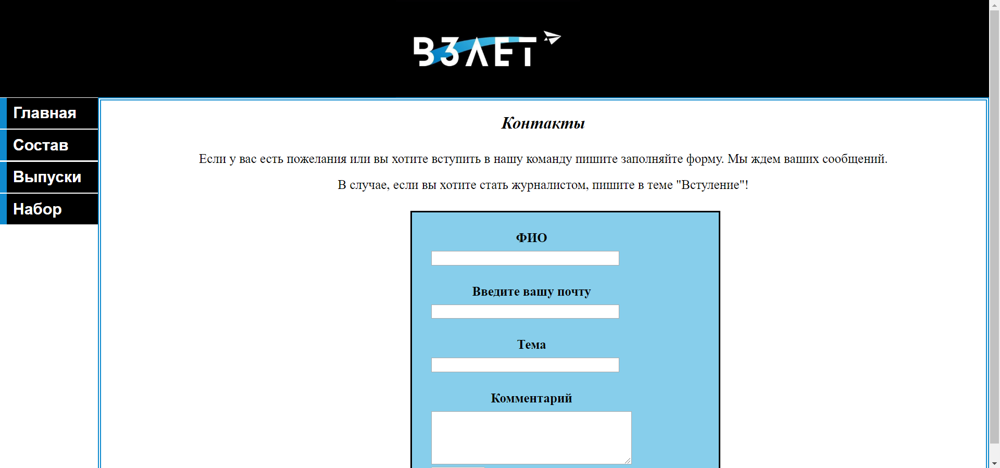 ВЗЛЕТ
Главная
Состав
Выпуски
Набор
Контакты
Если у вас есть пожелания или вы хотите вступить в нашу команду пишите заполняйте форму. Мы ждем ваших сообщений.
В случае, если вы хотите стать журналистом, пишите в теме "Встуление"!
ФИО
Введите вашу почту
Тема
Комментарий